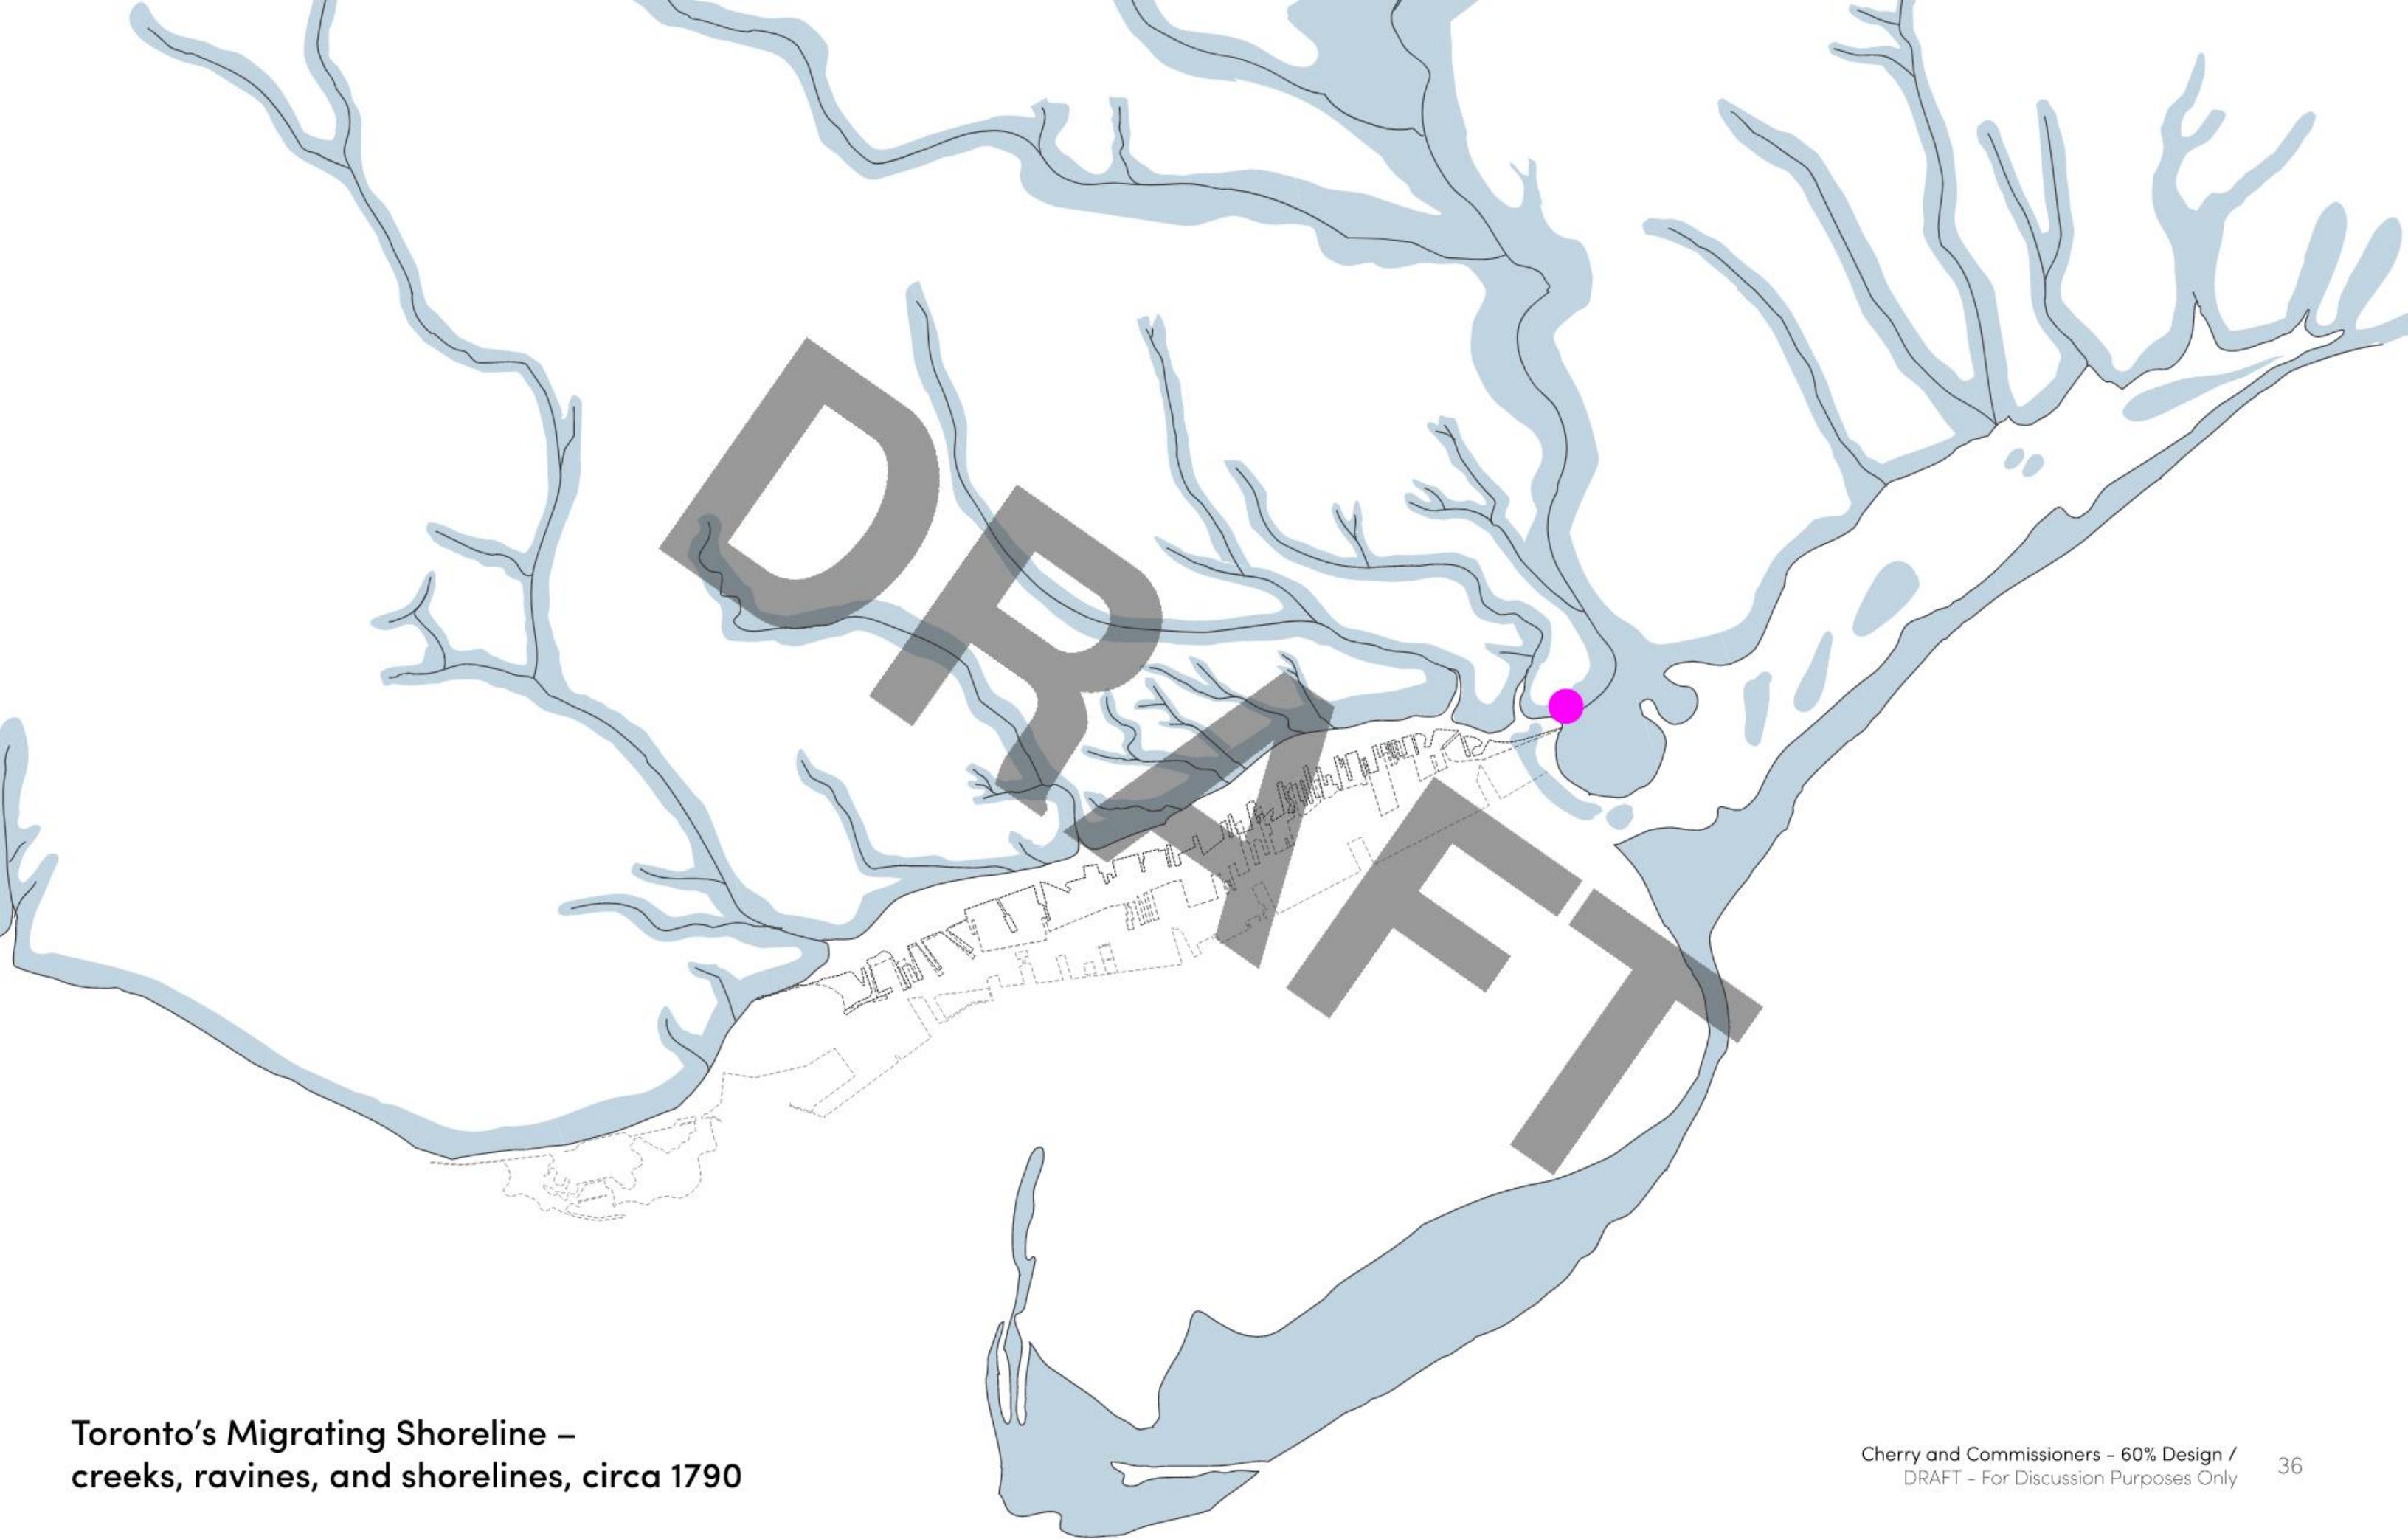 DRAFT
Toroto's Migrating Shoreline –
creeks, ravines, and shorelines, circa 1790
Cherry and Commissioners - 60% Design /
DRAFT - For Discussion Purposes Only
36